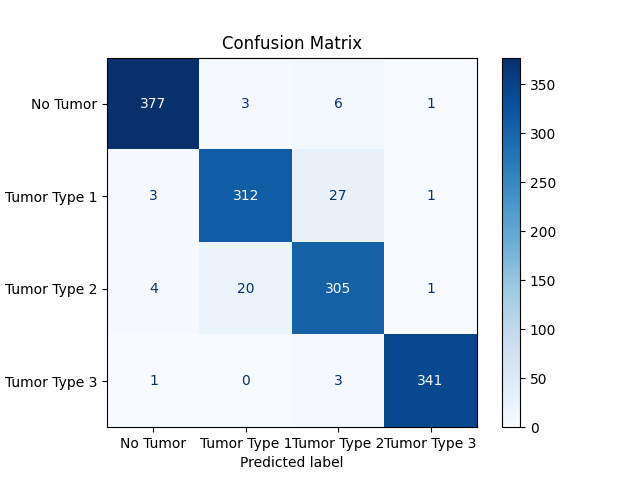 Confusion Matrix
No Tumor 377 3 6 1
Tumor Type 1 3 312 27 1
Tumor Type 2 4 20 305 1
Tumor Type 3 1 0 3 341
No Tumor Tumor Type 1 Tumor Type 2 Tumor Type 3
Predicted label
350
300
250
200
150
100
50
0